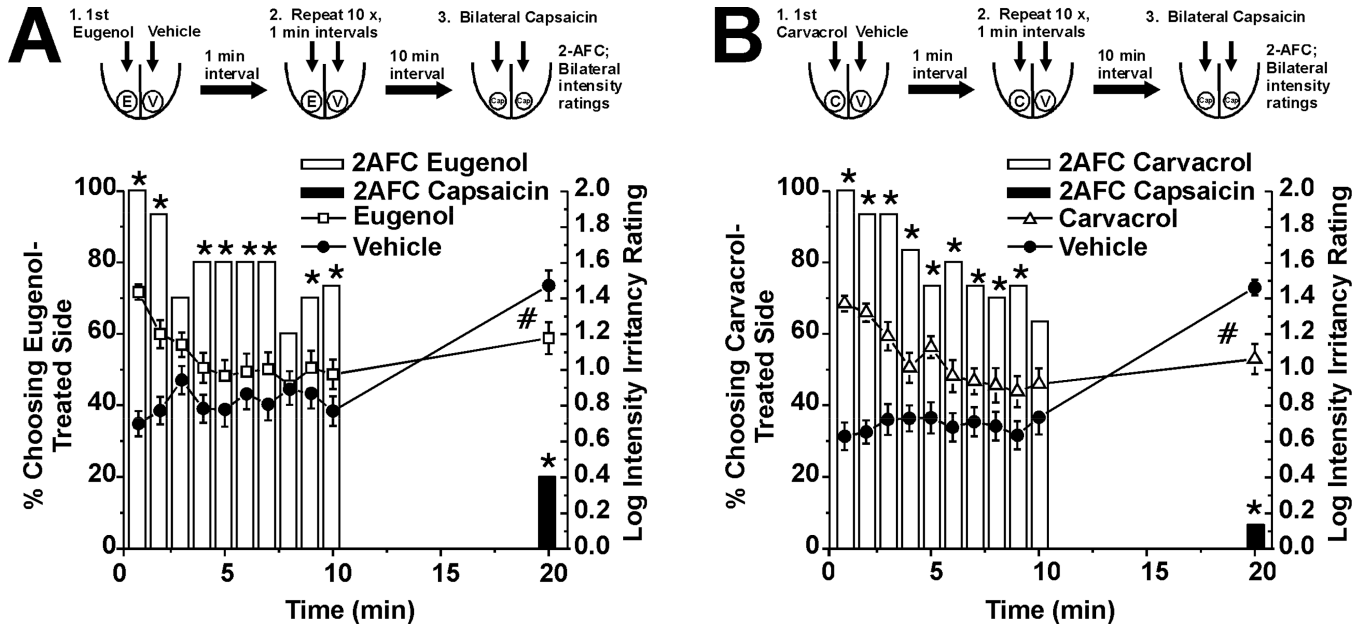 A
1. 1st
Eugenol Vehicle
1 min
interval
2. Repeat 10 x,
1 min intervals
10 min
interval
3. Bilateral Capsaicin
2-AFC;
Bilateral
intensity
ratings
E V
E V
Cap Cap
2AFC Eugenol
2AFC Capsaicin
Eugenol
Vehicle
% Choosing Eugenol-
Treated Side
100
80
60
40
20
0
* * * * * * * * * #
2.0
1.8
1.6
1.4
1.2
1.0
0.8
0.6
0.4
0.2
0.0
Log Intensity Irritancy Rating
0 5 10 15 20
Time (min)
B
1. 1st
Carvacrol Vehicle
1 min
interval
2. Repeat 10 x,
1 min intervals
10 min
interval
3. Bilateral Capsaicin
2-AFC;
Bilateral
intensity
ratings
C V
C V
Cap Cap
2AFC Carvacrol
2AFC Capsaicin
Carvacrol
Vehicle
% Choosing Carvacrol-
Treated Side
100
80
60
40
20
0
* * * * * * * * * * #
2.0
1.8
1.6
1.4
1.2
1.0
0.8
0.6
0.4
0.2
0.0
Log Intensity Irritancy Rating
0 5 10 15 20
Time (min)